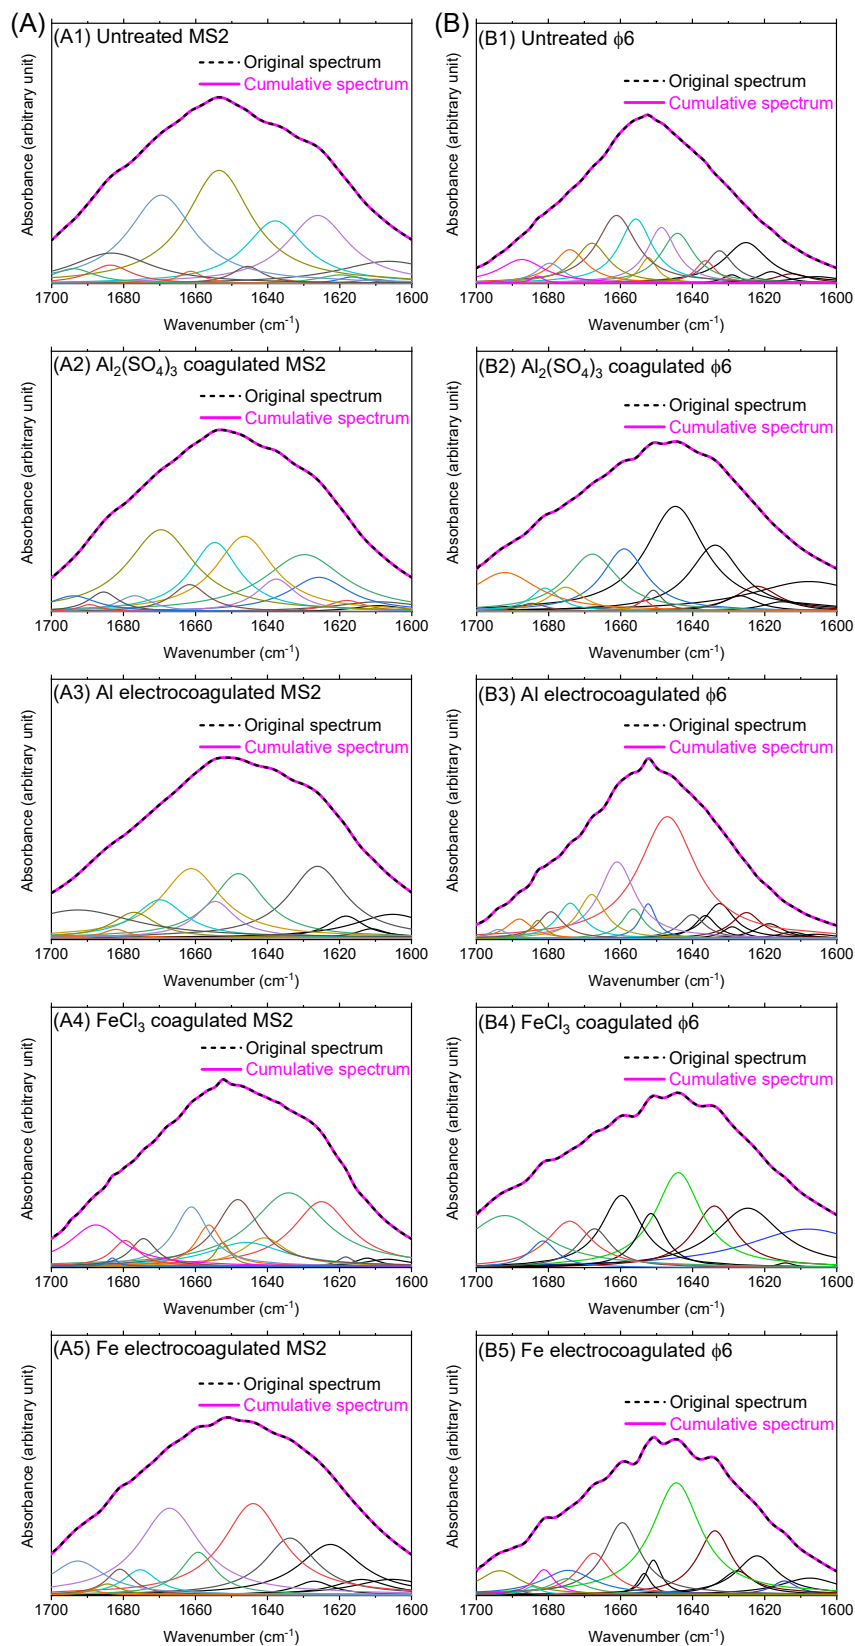 (A)
(B)
(A1) Untreated MS2
Original spectrum
Cumulative spectrum
Absorbance (arbitrary unit)
1700 1680 1660 1640 1620 1600
Wavenumber (cm⁻¹)
(B1) Untreated ϕ6
Original spectrum
Cumulative spectrum
Absorbance (arbitrary unit)
1700 1680 1660 1640 1620 1600
Wavenumber (cm⁻¹)
(A2) Al₂(SO₄)₃ coagulated MS2
Original spectrum
Cumulative spectrum
Absorbance (arbitrary unit)
1700 1680 1660 1640 1620 1600
Wavenumber (cm⁻¹)
(B2) Al₂(SO₄)₃ coagulated ϕ6
Original spectrum
Cumulative spectrum
Absorbance (arbitrary unit)
1700 1680 1660 1640 1620 1600
Wavenumber (cm⁻¹)
(A3) Al electrocoagulated MS2
Original spectrum
Cumulative spectrum
Absorbance (arbitrary unit)
1700 1680 1660 1640 1620 1600
Wavenumber (cm⁻¹)
(B3) Al electrocoagulated ϕ6
Original spectrum
Cumulative spectrum
Absorbance (arbitrary unit)
1700 1680 1660 1640 1620 1600
Wavenumber (cm⁻¹)
(A4) FeCl₃ coagulated MS2
Original spectrum
Cumulative spectrum
Absorbance (arbitrary unit)
1700 1680 1660 1640 1620 1600
Wavenumber (cm⁻¹)
(B4) FeCl₃ coagulated ϕ6
Original spectrum
Cumulative spectrum
Absorbance (arbitrary unit)
1700 1680 1660 1640 1620 1600
Wavenumber (cm⁻¹)
(A5) Fe electrocoagulated MS2
Original spectrum
Cumulative spectrum
Absorbance (arbitrary unit)
1700 1680 1660 1640 1620 1600
Wavenumber (cm⁻¹)
(B5) Fe electrocoagulated ϕ6
Original spectrum
Cumulative spectrum
Absorbance (arbitrary unit)
1700 1680 1660 1640 1620 1600
Wavenumber (cm⁻¹)